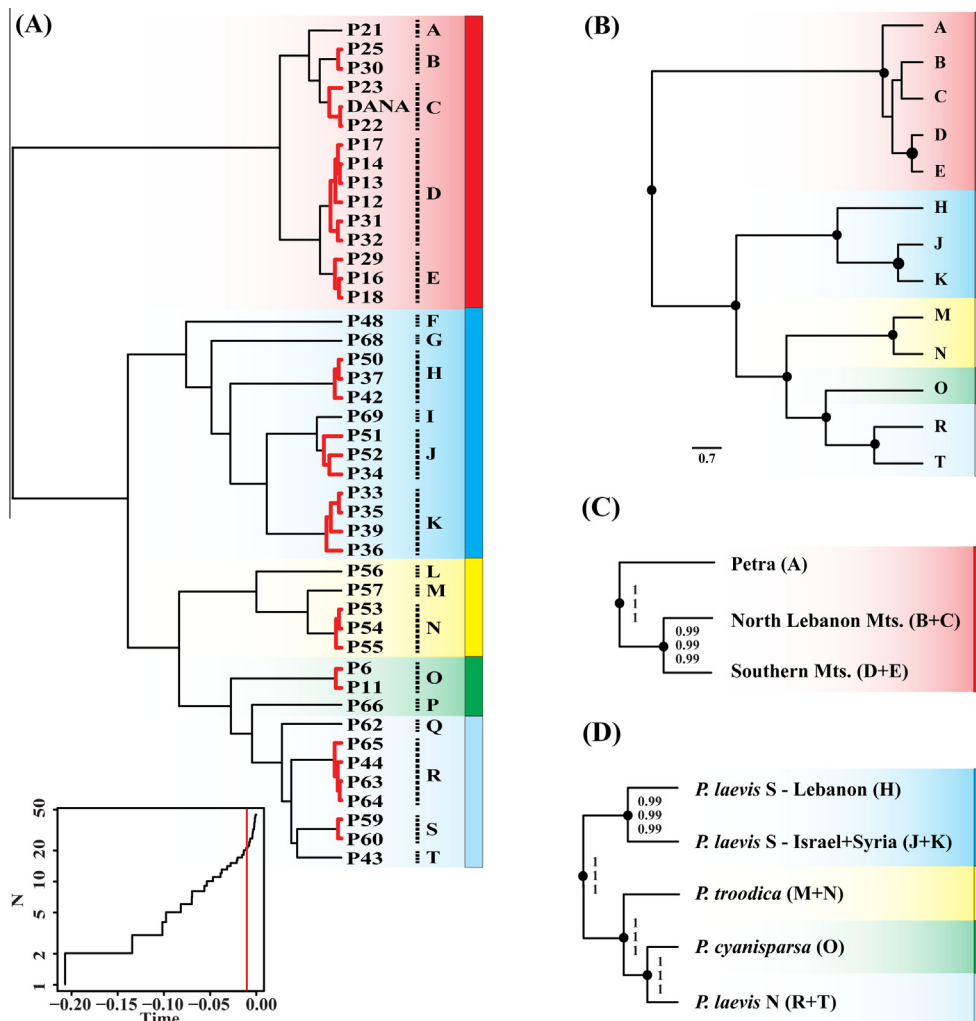 (A)
P21 A
P25
B
P30
P23
DANA C
P22
P17
P14
P13
D
P12
P31
P32
P29
P16 E
P18
P48 F
P68 G
P50
P37 H
P42
P69 I
P51
P52 J
P34
P33
P35
K
P39
P36
P56 L
P57 M
P53
P54 N
P55
P6
O
P11
P66 P
P62 Q
P65
P44
R
P63
P64
P59
S
P60
P43 T
N
50
20
10
5
2
1
−0.20 −0.15 −0.10 −0.05 0.00
Time
(B)
A
B
C
D
E
H
J
K
M
N
O
R
T
0.7
(C)
Petra (A)
1
1
1
North Lebanon Mts. (B+C)
0.99
0.99
0.99
Southern Mts. (D+E)
(D)
P. laevis S - Lebanon (H)
0.99
0.99
0.99
P. laevis S - Israel+Syria (J+K)
1
1
1
P. troodica (M+N)
1
1
1
P. cyanisparsa (O)
1
1
1
P. laevis N (R+T)